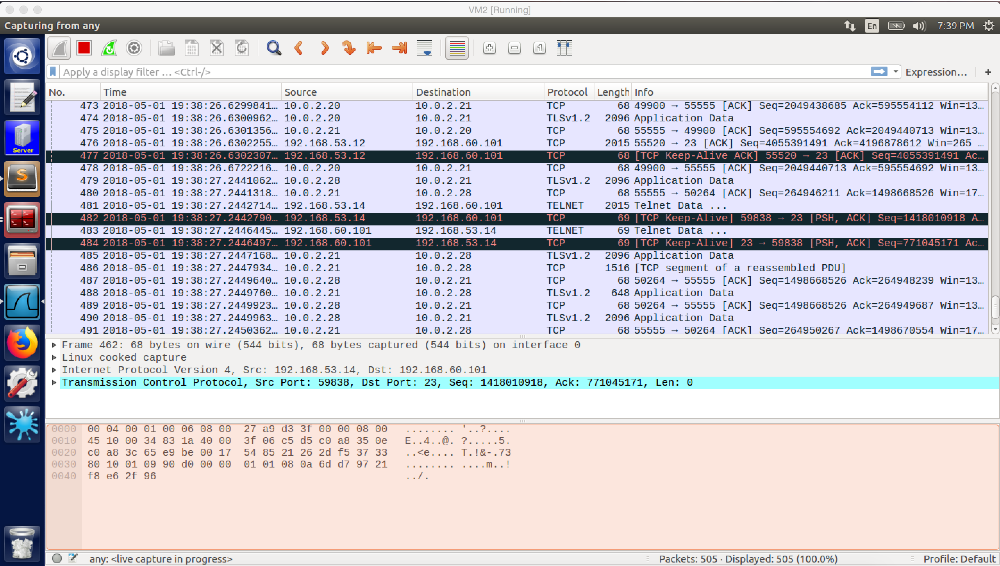 VM2 [Running]
Capturing from any
En
7:39 PM
Apply a display filter … <Ctrl-/>
Expression…
+
No. Time Source Destination Protocol Length Info
473 2018-05-01 19:38:26.6299841… 10.0.2.20 10.0.2.21 TCP 68 49900 → 55555 [ACK] Seq=2049438685 Ack=595554112 Win=13…
474 2018-05-01 19:38:26.6300962… 10.0.2.20 10.0.2.21 TLSv1.2 2096 Application Data
475 2018-05-01 19:38:26.6301356… 10.0.2.21 10.0.2.20 TCP 68 55555 → 49900 [ACK] Seq=595554692 Ack=2049440713 Win=13…
476 2018-05-01 19:38:26.6302255… 192.168.53.12 192.168.60.101 TCP 2015 55520 → 23 [ACK] Seq=4055391491 Ack=4196878612 Win=265 …
477 2018-05-01 19:38:26.6302307… 192.168.53.12 192.168.60.101 TCP 68 [TCP Keep-Alive ACK] 55520 → 23 [ACK] Seq=4055391491 Ac…
478 2018-05-01 19:38:26.6722216… 10.0.2.20 10.0.2.21 TCP 68 49900 → 55555 [ACK] Seq=2049440713 Ack=595554692 Win=13…
479 2018-05-01 19:38:27.2441062… 10.0.2.28 10.0.2.21 TLSv1.2 2096 Application Data
480 2018-05-01 19:38:27.2441318… 10.0.2.21 10.0.2.28 TCP 68 55555 → 50264 [ACK] Seq=264946211 Ack=1498668526 Win=17…
481 2018-05-01 19:38:27.2442714… 192.168.53.14 192.168.60.101 TELNET 2015 Telnet Data ...
482 2018-05-01 19:38:27.2442790… 192.168.53.14 192.168.60.101 TCP 69 [TCP Keep-Alive] 59838 → 23 [PSH, ACK] Seq=1418010918 A…
483 2018-05-01 19:38:27.2446445… 192.168.60.101 192.168.53.14 TELNET 69 Telnet Data ...
484 2018-05-01 19:38:27.2446497… 192.168.60.101 192.168.53.14 TCP 69 [TCP Keep-Alive] 23 → 59838 [PSH, ACK] Seq=771045171 Ac…
485 2018-05-01 19:38:27.2447168… 10.0.2.21 10.0.2.28 TLSv1.2 2096 Application Data
486 2018-05-01 19:38:27.2447934… 10.0.2.21 10.0.2.28 TCP 1516 [TCP segment of a reassembled PDU]
487 2018-05-01 19:38:27.2449640… 10.0.2.28 10.0.2.21 TCP 68 50264 → 55555 [ACK] Seq=1498668526 Ack=264948239 Win=13…
488 2018-05-01 19:38:27.2449760… 10.0.2.21 10.0.2.28 TLSv1.2 648 Application Data
489 2018-05-01 19:38:27.2449923… 10.0.2.28 10.0.2.21 TCP 68 50264 → 55555 [ACK] Seq=1498668526 Ack=264949687 Win=13…
490 2018-05-01 19:38:27.2449963… 10.0.2.28 10.0.2.21 TLSv1.2 2096 Application Data
491 2018-05-01 19:38:27.2450362… 10.0.2.21 10.0.2.28 TCP 68 55555 → 50264 [ACK] Seq=264950267 Ack=1498670554 Win=17…
Server
Frame 462: 68 bytes on wire (544 bits), 68 bytes captured (544 bits) on interface 0
Linux cooked capture
Internet Protocol Version 4, Src: 192.168.53.14, Dst: 192.168.60.101
Transmission Control Protocol, Src Port: 59838, Dst Port: 23, Seq: 1418010918, Ack: 771045171, Len: 0
0000 00 04 00 01 00 06 08 00 27 a9 d3 3f 00 00 08 00 ........ '..?....
0010 45 10 00 34 83 1a 40 00 3f 06 c5 d5 c0 a8 35 0e E..4..@. ?.....5.
0020 c0 a8 3c 65 e9 be 00 17 54 85 21 26 2d f5 37 33 ..<e.... T.!&-.73
0030 80 10 01 09 90 d0 00 00 01 01 08 0a 6d d7 97 21 ........ ....m..!
0040 f8 e6 2f 96 ../.
any: <live capture in progress>
Packets: 505 · Displayed: 505 (100.0%)
Profile: Default